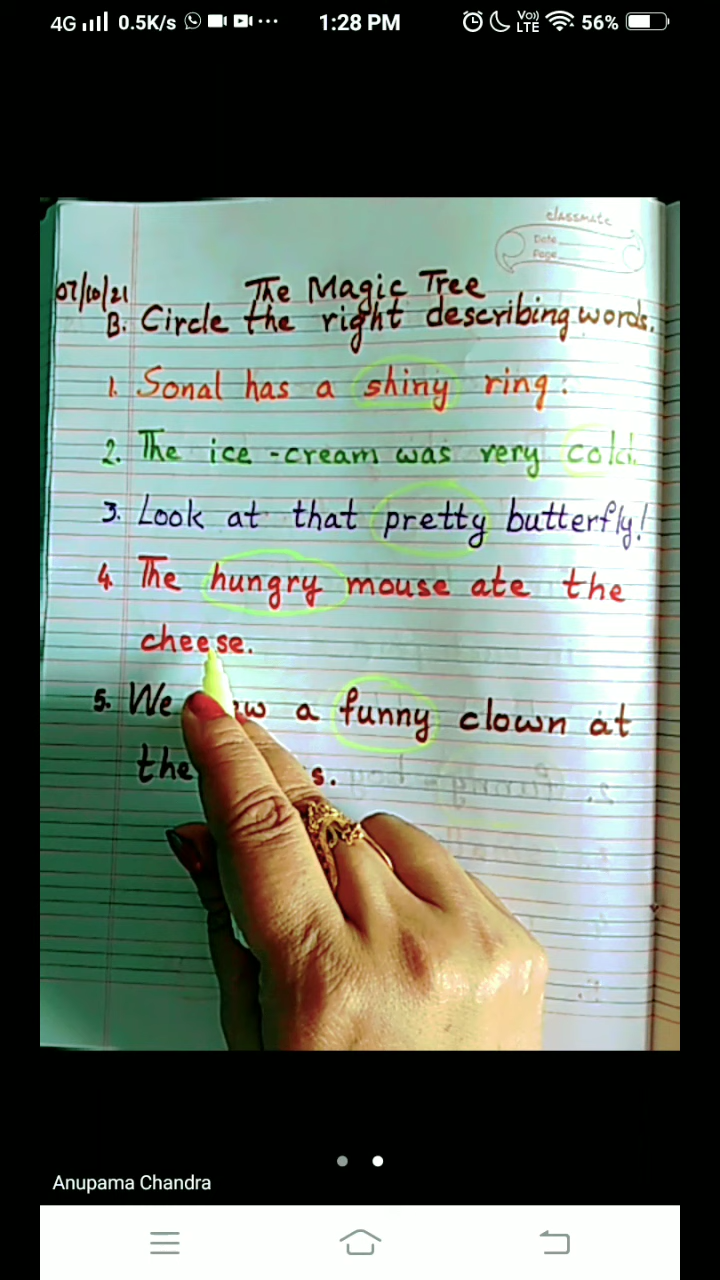 4G 0.5K/s ... 1:28 PM Vo) LTE 56%
classmate
Date
Page
07/10/21 The Magic Tree
B. Circle the right describing words.
1. Sonal has a shiny ring.
2. The ice-cream was very cold.
3. Look at that pretty butterfly!
4. The hungry mouse ate the
cheese.
5. We a funny clown at
the
Anupama Chandra